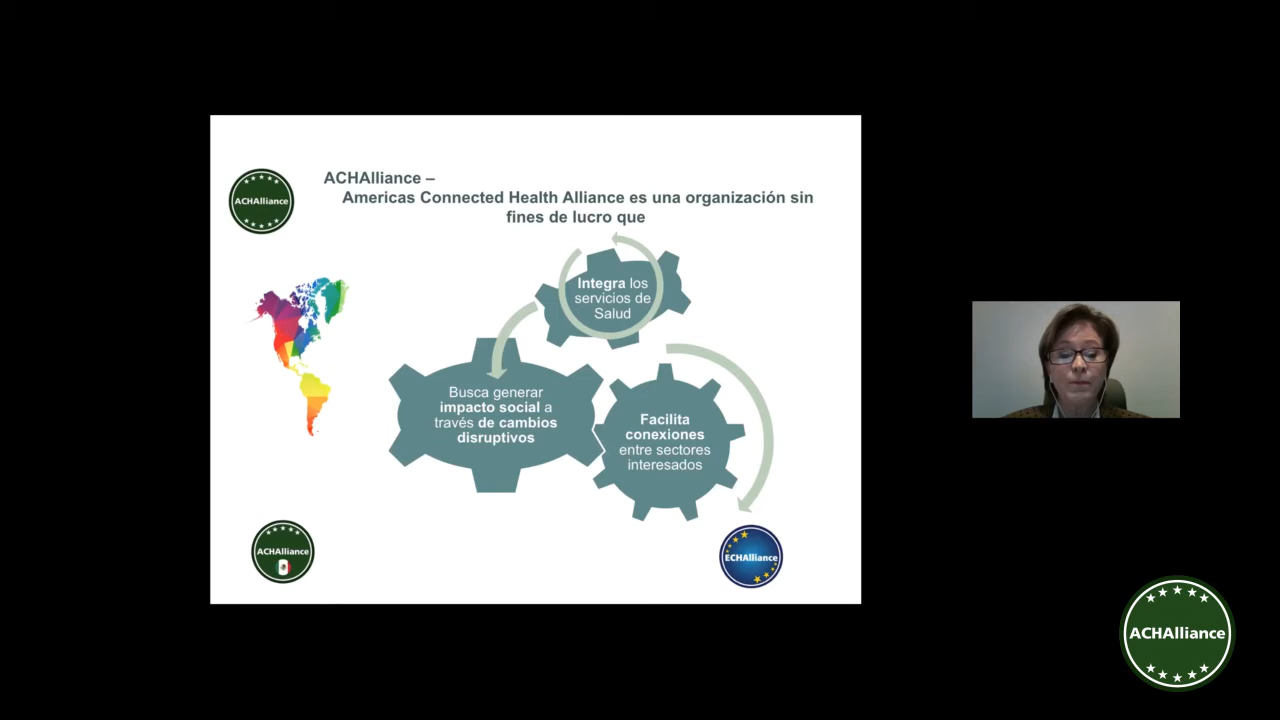 ACHAlliance –
Americas Connected Health Alliance es una organización sin
fines de lucro que
ACHAlliance
Integra los
servicios de
Salud
Busca generar
impacto social a
través de cambios
disruptivos
Facilita
conexiones
entre sectores
interesados
ACHAlliance
ECHAlliance
ACHAlliance